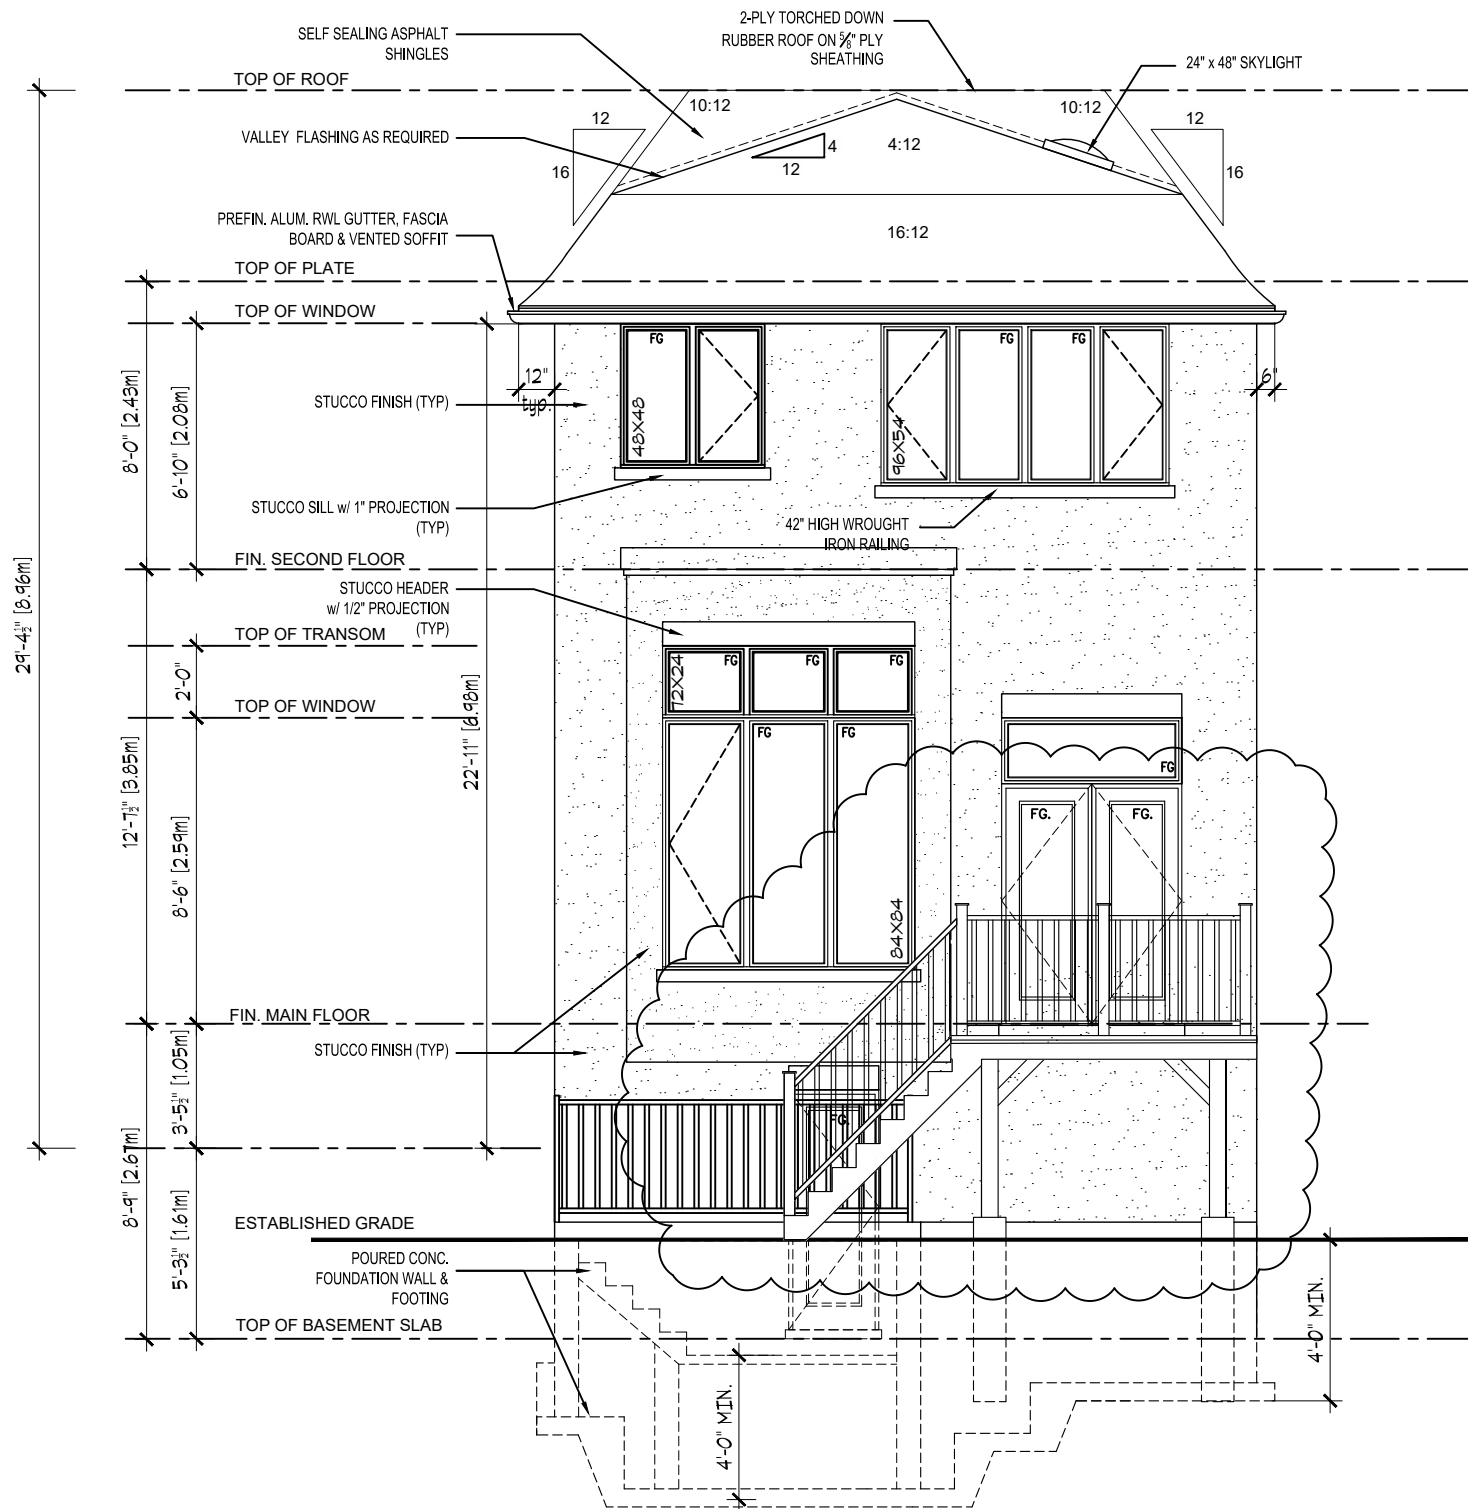 2-PLY TORCHED DOWN
RUBBER ROOF ON 5/8" PLY
SHEATHING
SELF SEALING ASPHALT
SHINGLES
24" x 48" SKYLIGHT
TOP OF ROOF
10:12
10:12
12
12
VALLEY FLASHING AS REQUIRED
4
4:12
12
16
16
PREFIN. ALUM. RWL GUTTER, FASCIA
BOARD & VENTED SOFFIT
16:12
TOP OF PLATE
TOP OF WINDOW
FG
FG
FG
12"
typ.
6"
STUCCO FINISH (TYP)
48X48
96X54
8'-0" [2.43m]
6'-10" [2.08m]
STUCCO SILL w/ 1" PROJECTION
(TYP)
42" HIGH WROUGHT
IRON RAILING
FIN. SECOND FLOOR
29'-4½" [8.96m]
STUCCO HEADER
w/ 1/2" PROJECTION
(TYP)
TOP OF TRANSOM
FG
FG
FG
72X24
2'-0"
TOP OF WINDOW
22'-11" [6.98m]
FG
FG
FG
12'-7½" [3.85m]
8'-6" [2.59m]
FG.
FG.
84X84
FIN. MAIN FLOOR
STUCCO FINISH (TYP)
3'-5½" [1.05m]
FG.
8'-9" [2.67m]
5'-3½" [1.61m]
ESTABLISHED GRADE
POURED CONC.
FOUNDATION WALL &
FOOTING
TOP OF BASEMENT SLAB
4'-0" MIN.
4'-0" MIN.